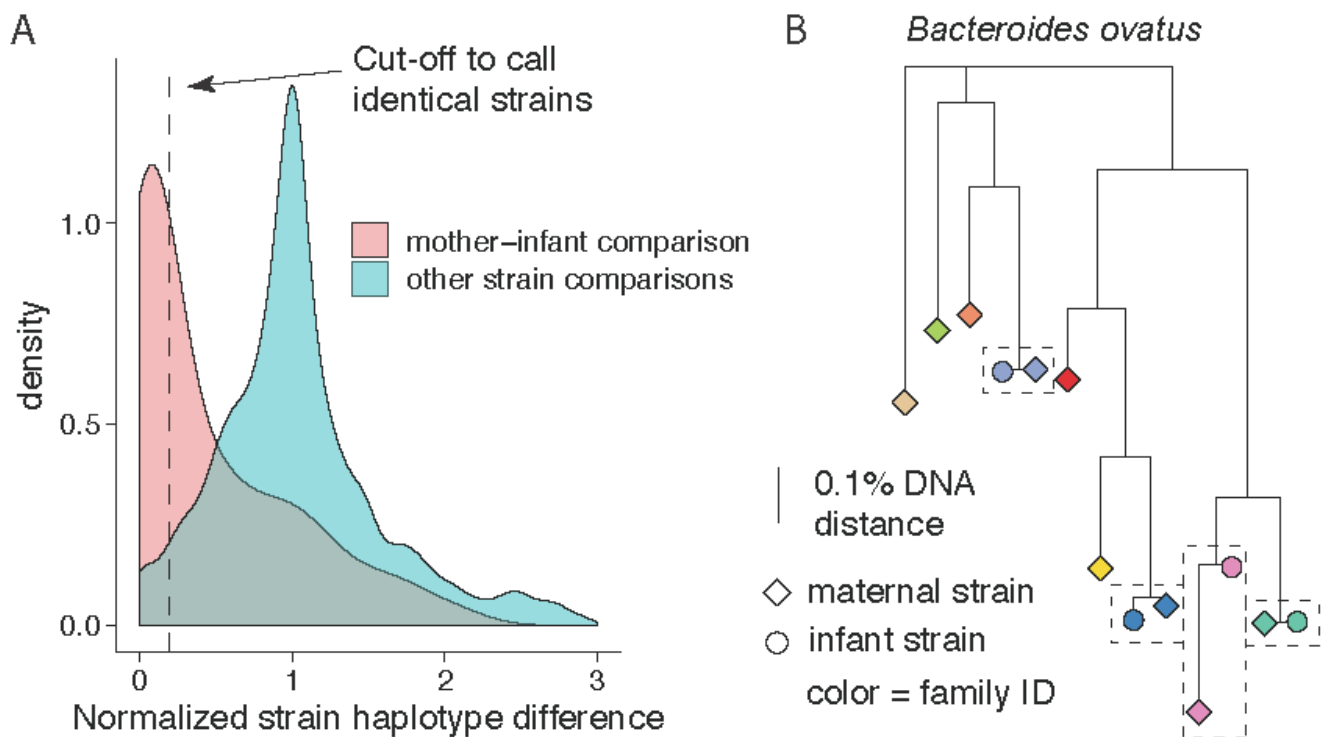 A
Cut-off to call
identical strains
mother–infant comparison
other strain comparisons
density
1.0
0.5
0.0
0
1
2
3
Normalized strain haplotype difference
B
Bacteroides ovatus
0.1% DNA
distance
maternal strain
infant strain
color = family ID